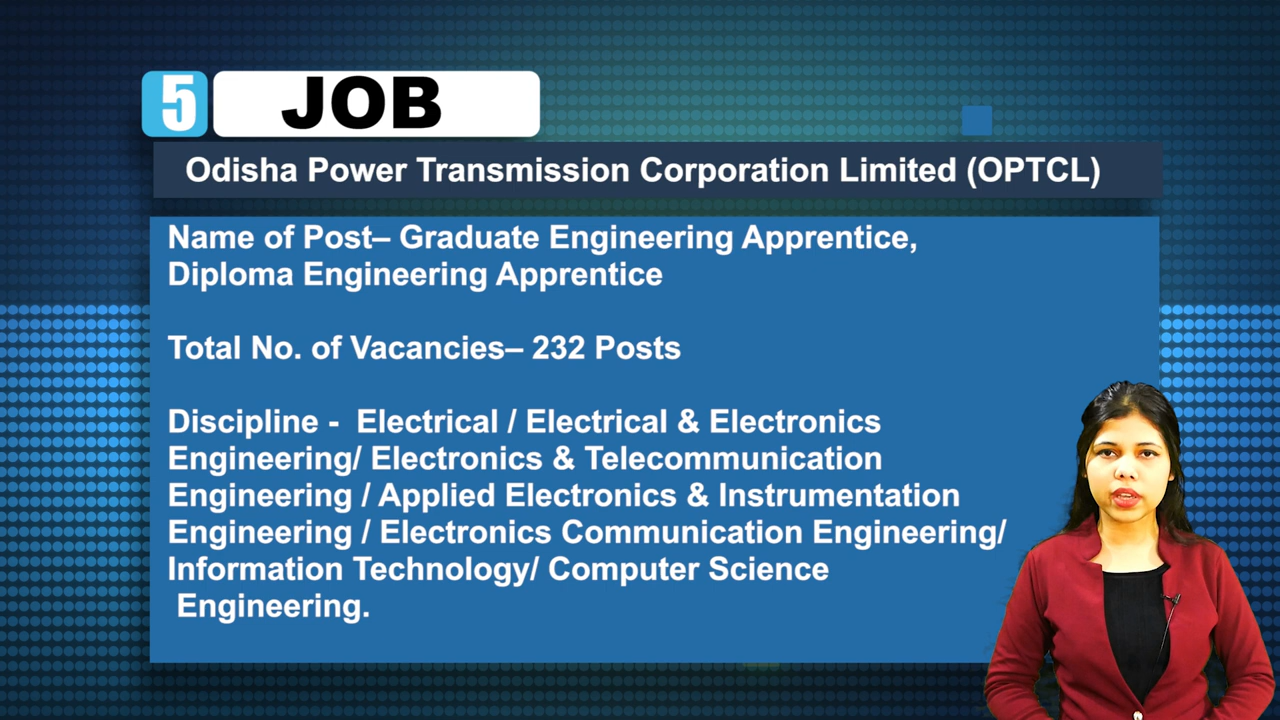 5 JOB
Odisha Power Transmission Corporation Limited (OPTCL)
Name of Post– Graduate Engineering Apprentice,
Diploma Engineering Apprentice
Total No. of Vacancies– 232 Posts
Discipline - Electrical / Electrical & Electronics
Engineering/ Electronics & Telecommunication
Engineering / Applied Electronics & Instrumentation
Engineering / Electronics Communication Engineering/
Information Technology/ Computer Science
Engineering.